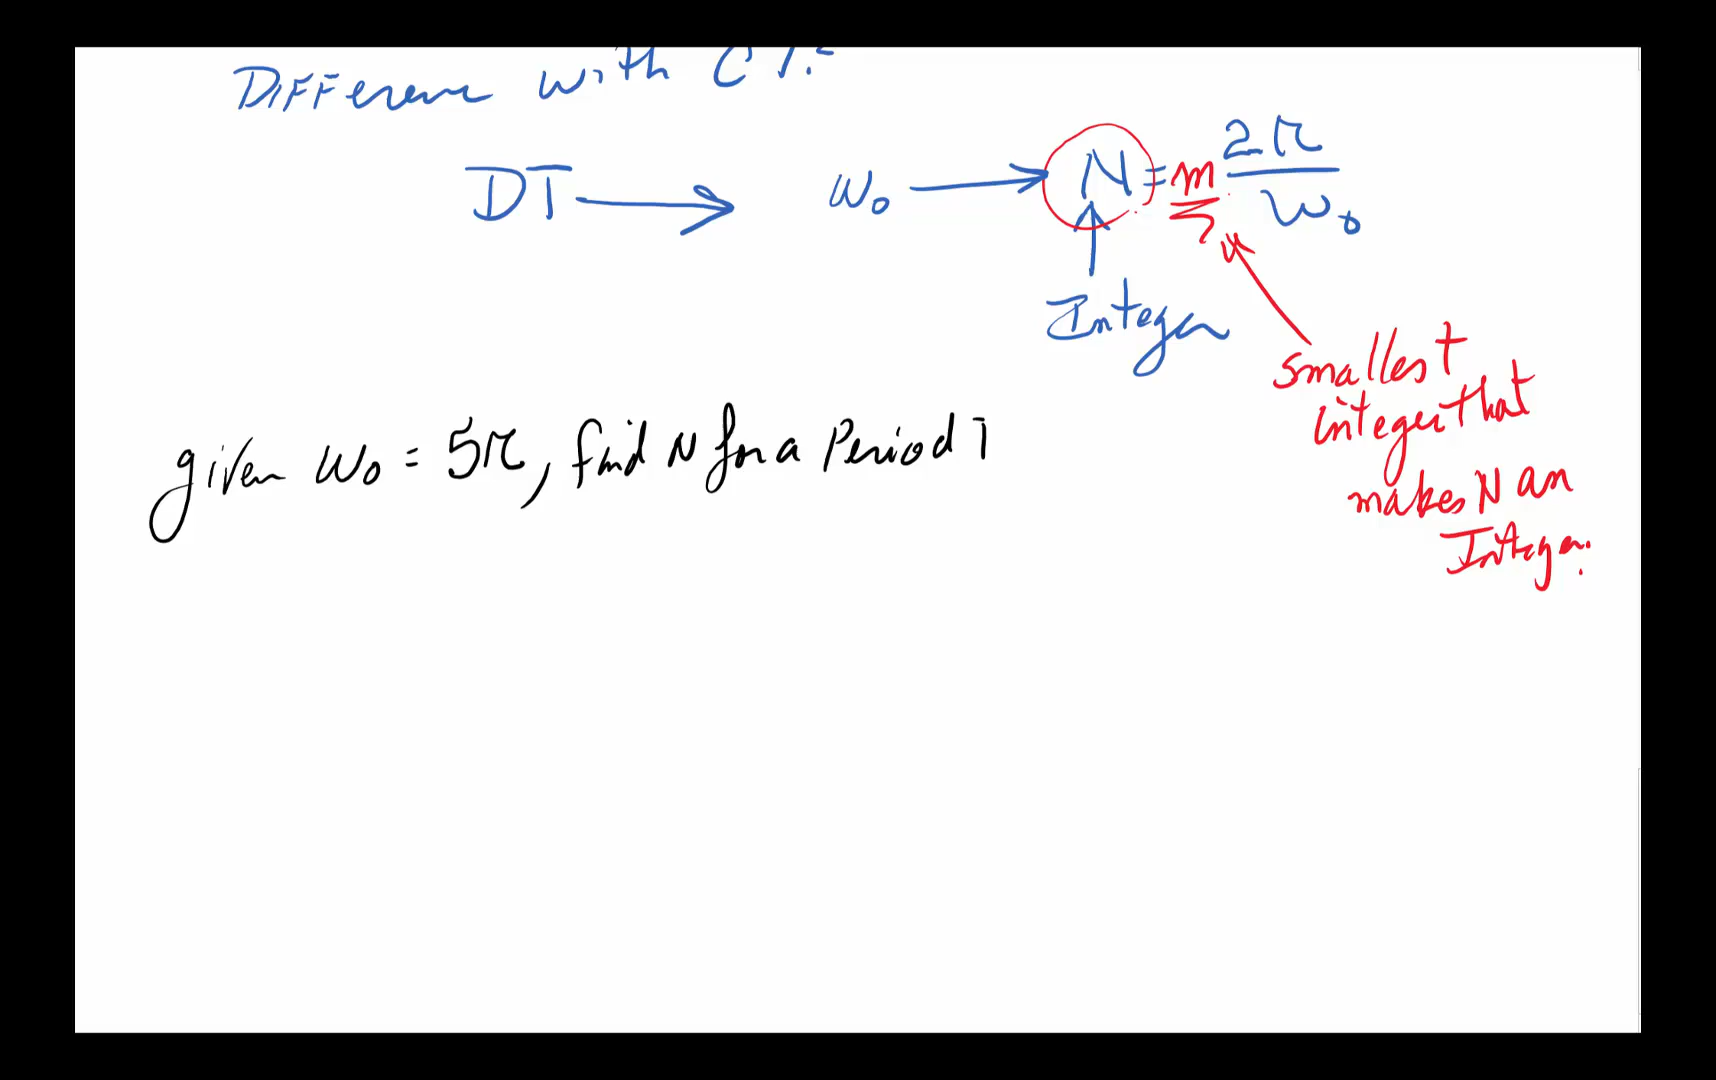 Difference with CT:
DT → ω₀ → N = m 2π/ω₀
Integer
smallest
integer that
makes N an
Integer.
given ω₀ = 5π, find N for a Period